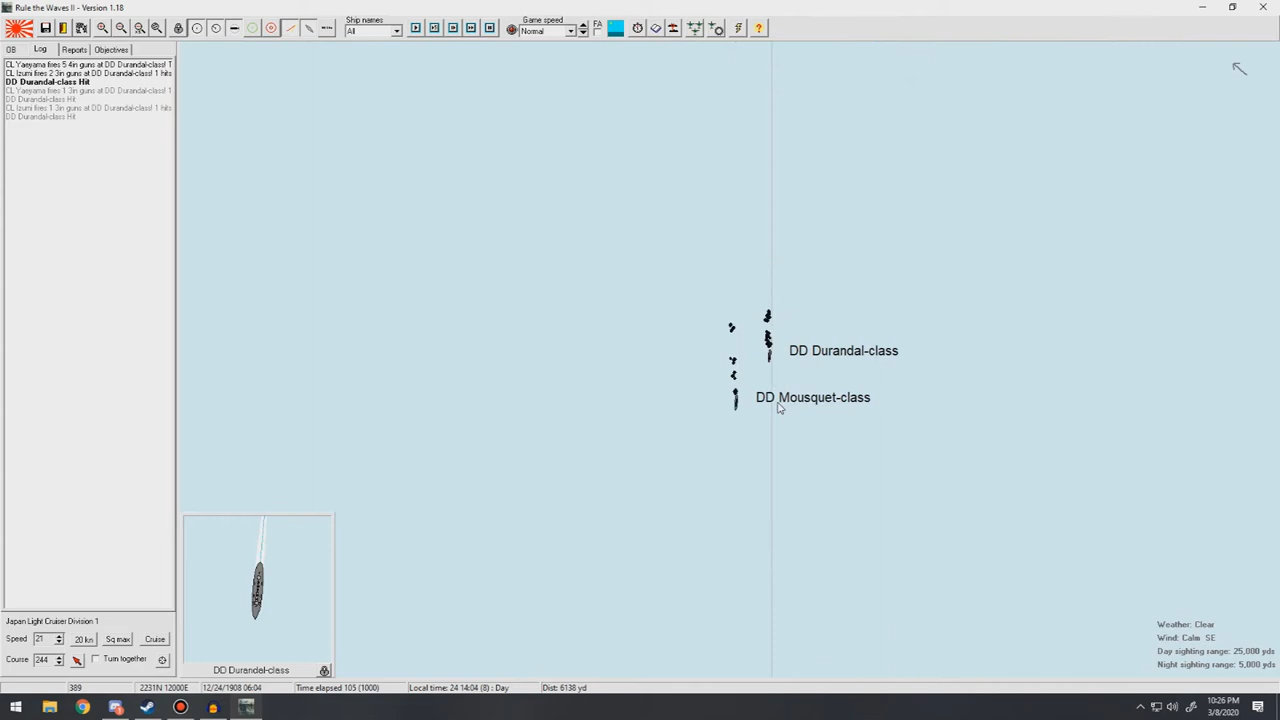 Rule the Waves II - Version 1.18
Ship names
All
Game speed
Normal
FA
OB
Log
Reports
Objectives
CL Yaeyama fires 5 4in guns at DD Durandal-class! T
CL Izumi fires 2 3in guns at DD Durandal-class! 1 hits
DD Durandal-class Hit
CL Yaeyama fires 1 3in guns at DD Durandal-class! 1
DD Durandal-class Hit
CL Izumi fires 1 3in guns at DD Durandal-class! 1 hits
DD Durandal-class Hit
DD Durandal-class
DD Mousquet-class
Japan Light Cruiser Division 1
Speed 21 20 kn Sq max Cruise
Course 244 Turn together
DD Durandal-class
Weather: Clear
Wind: Calm SE
Day sighting range: 25,000 yds
Night sighting range: 5,000 yds
389 2231N 12000E 12/24/1908 06:04 Time elapsed 105 (1000) Local time: 24 14:04 (8) : Day Dist: 6138 yd
10:26 PM
3/8/2020